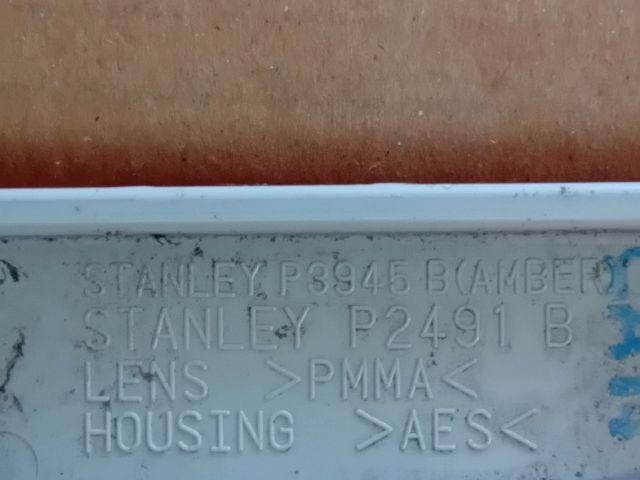 STANLEY P3945 B(AMBER)
STANLEY P2491 B
LENS >PMMA<
HOUSING >AES<